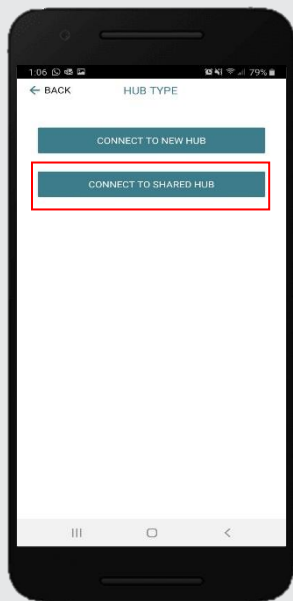 1:06 79%
← BACK HUB TYPE
CONNECT TO NEW HUB
CONNECT TO SHARED HUB